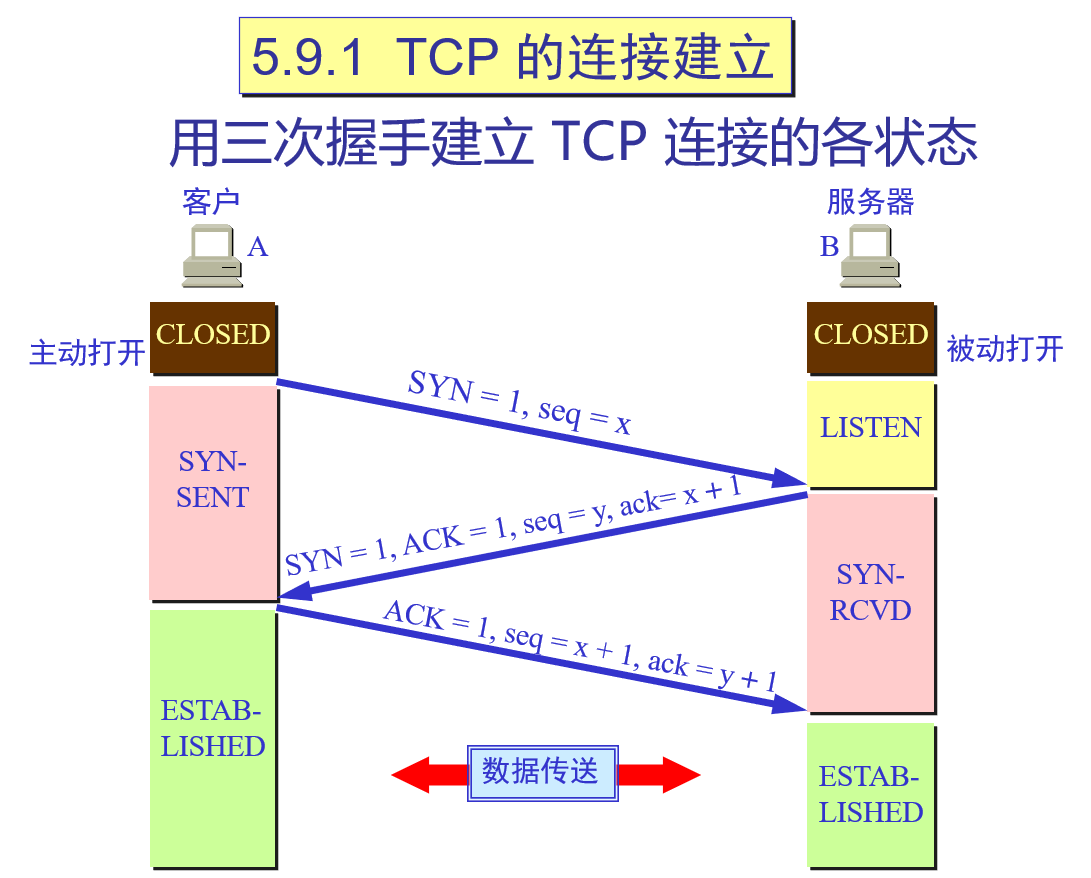 5.9.1 TCP 的连接建立
用三次握手建立 TCP 连接的各状态
客户
服务器
A
B
CLOSED
CLOSED
主动打开
被动打开
SYN = 1, seq = x
LISTEN
SYN-
SENT
SYN = 1, ACK = 1, seq = y, ack= x + 1
SYN-
RCVD
ACK = 1, seq = x + 1, ack = y + 1
ESTAB-
LISHED
数据传送
ESTAB-
LISHED